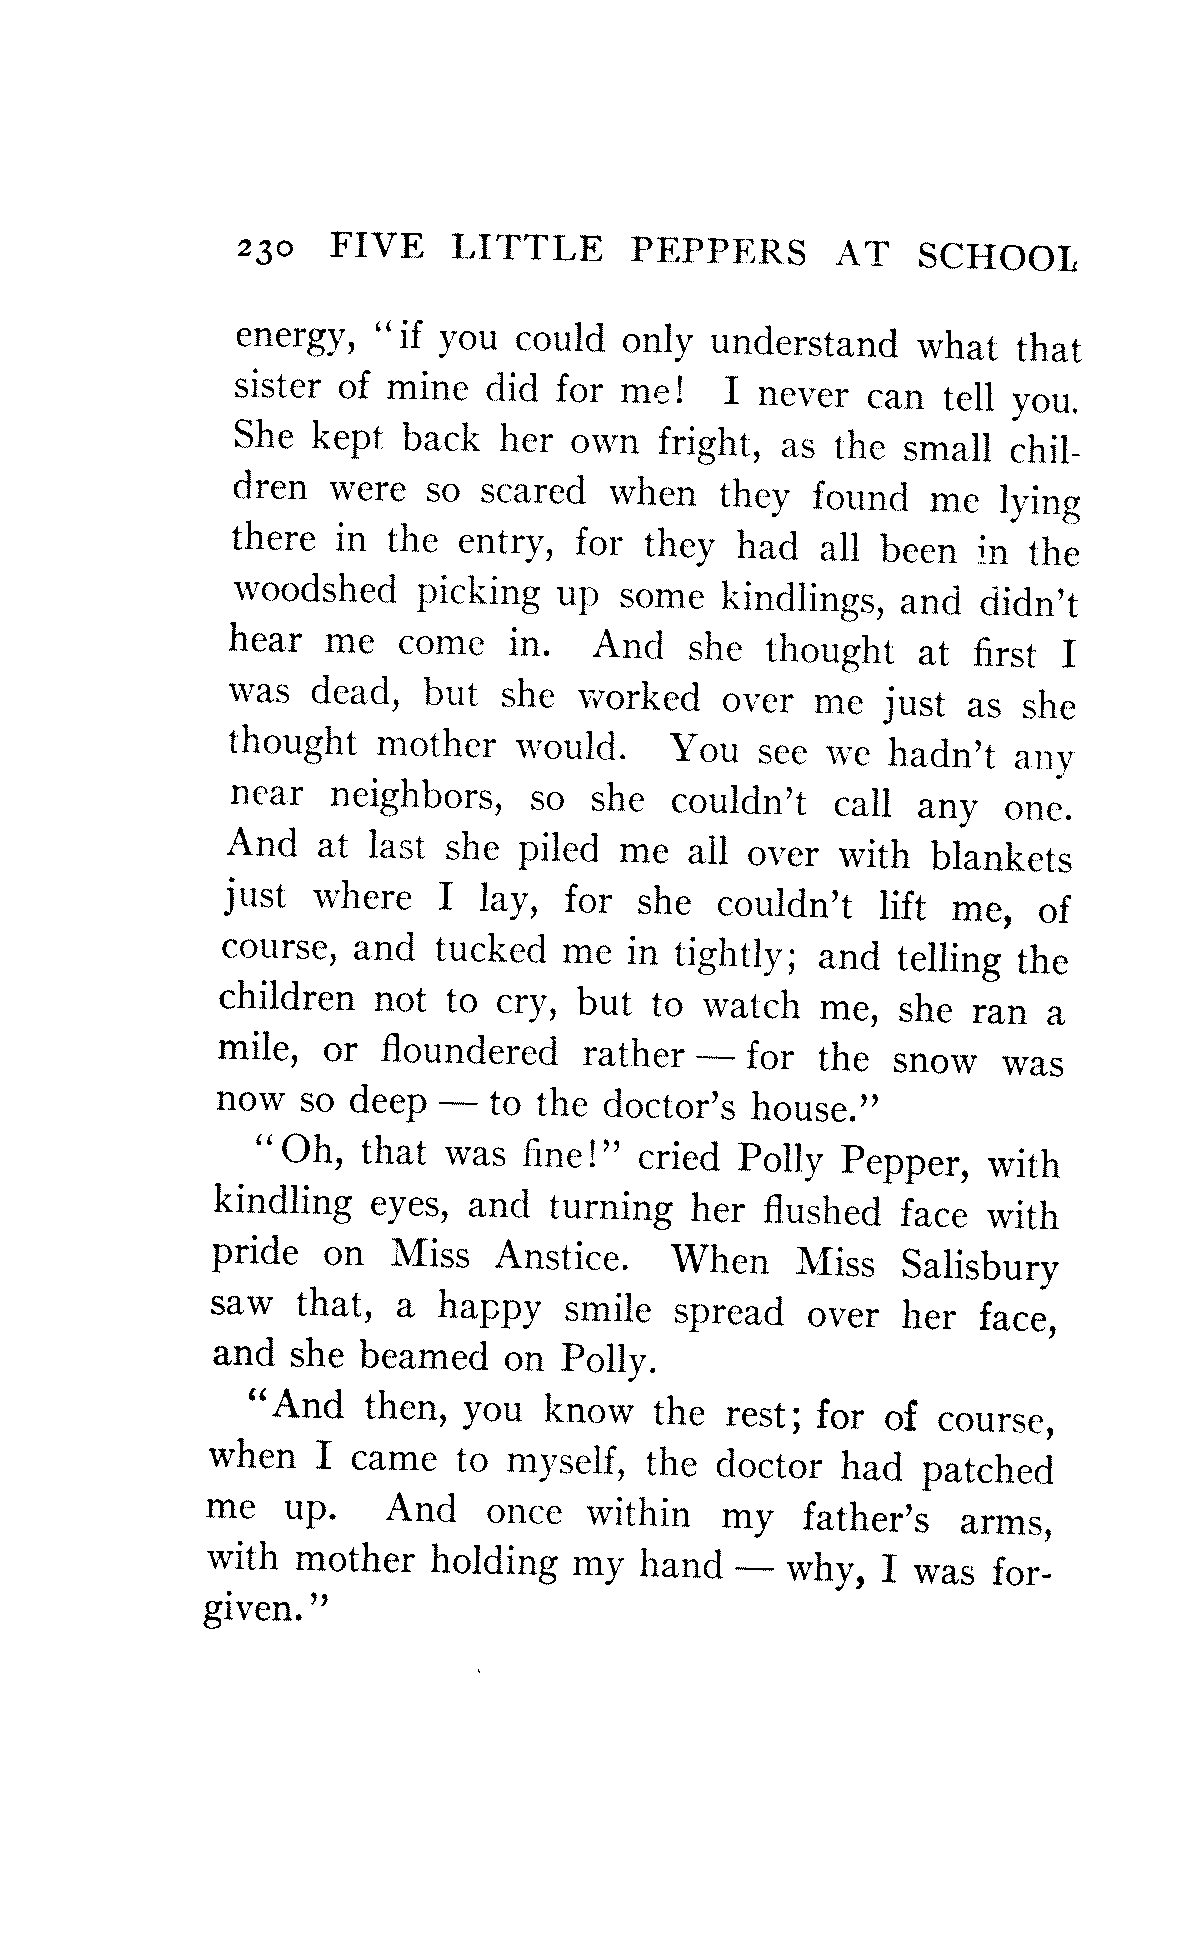 230 FIVE LITTLE PEPPERS AT SCHOOL
energy, “if you could only understand what that
sister of mine did for me! I never can tell you.
She kept back her own fright, as the small chil-
dren were so scared when they found me lying
there in the entry, for they had all been in the
woodshed picking up some kindlings, and didn’t
hear me come in. And she thought at first I
was dead, but she worked over me just as she
thought mother would. You see we hadn’t any
near neighbors, so she couldn’t call any one.
And at last she piled me all over with blankets
just where I lay, for she couldn’t lift me, of
course, and tucked me in tightly; and telling the
children not to cry, but to watch me, she ran a
mile, or floundered rather — for the snow was
now so deep — to the doctor’s house.”
“Oh, that was fine!” cried Polly Pepper, with
kindling eyes, and turning her flushed face with
pride on Miss Anstice. When Miss Salisbury
saw that, a happy smile spread over her face,
and she beamed on Polly.
“And then, you know the rest; for of course,
when I came to myself, the doctor had patched
me up. And once within my father’s arms,
with mother holding my hand — why, I was for-
given.”